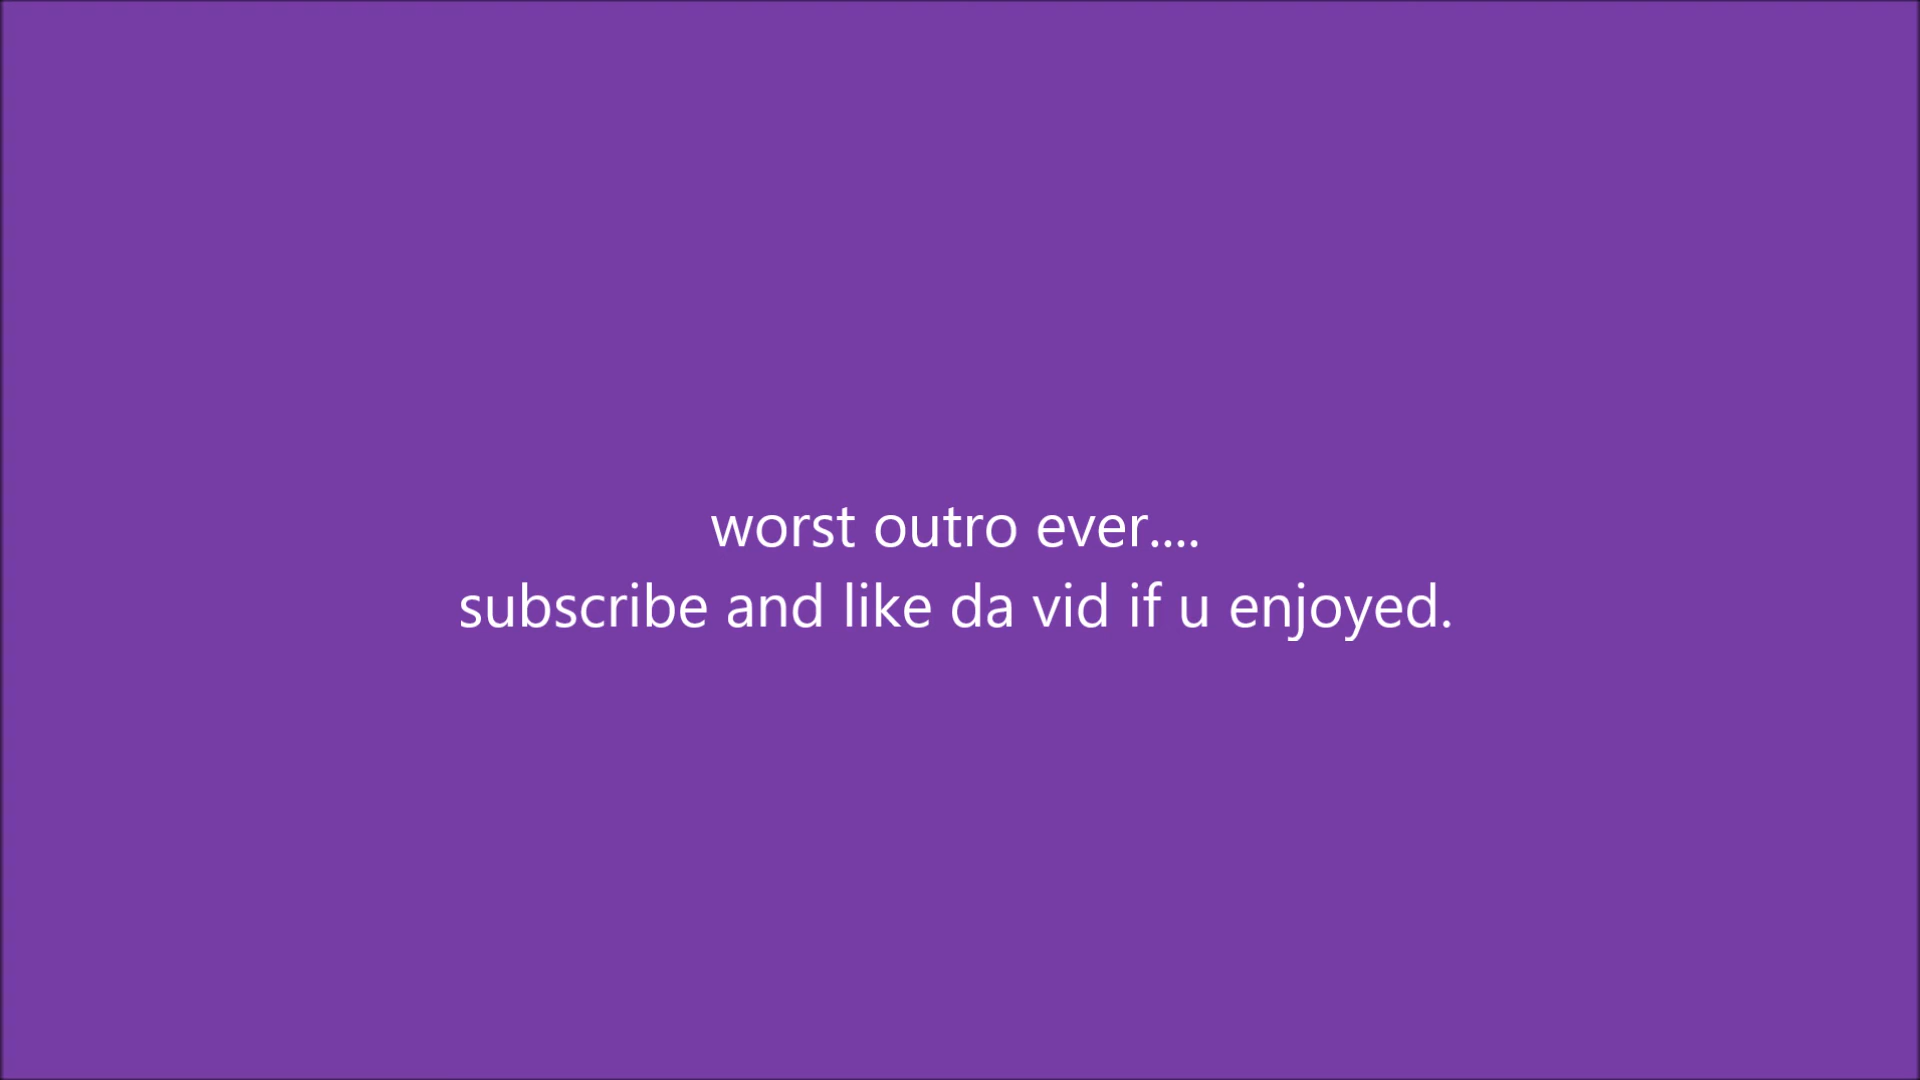 worst outro ever....
subscribe and like da vid if u enjoyed.